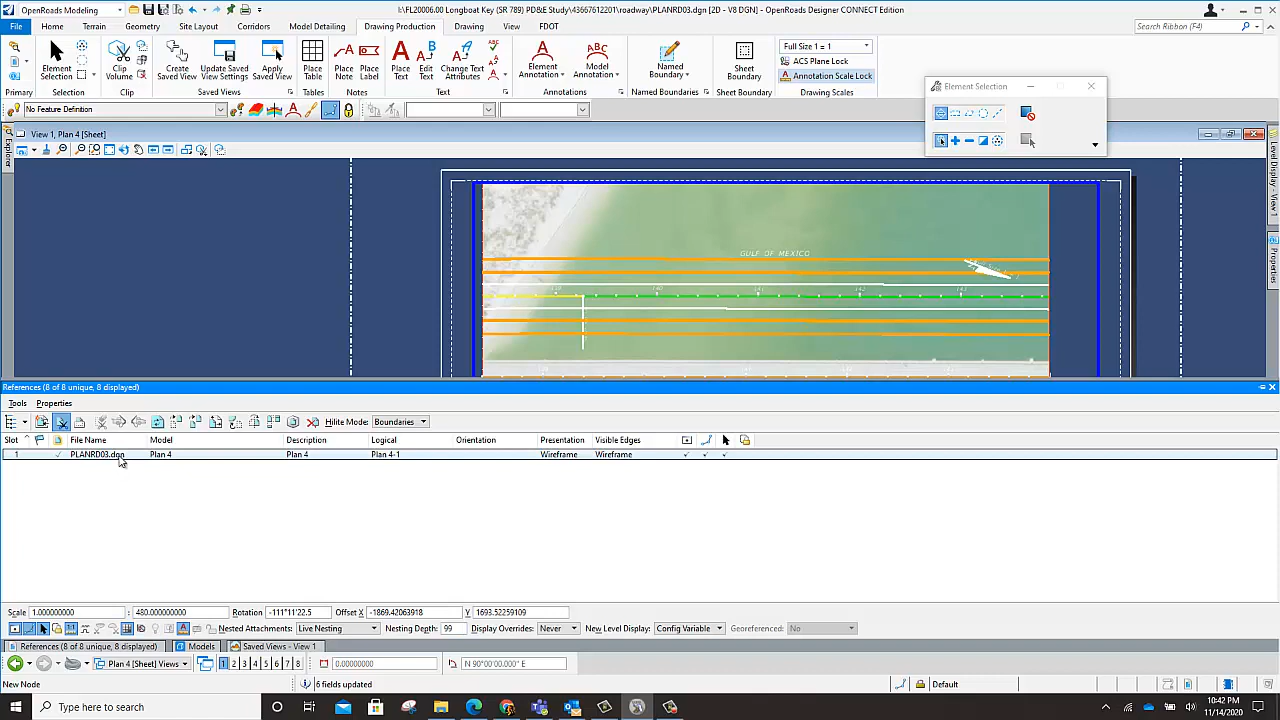 OpenRoads Modeling
I:\FL20006.00 Longboat Key (SR 789) PD&E Study\43667612201\roadway\PLANRD03.dgn [2D - V8 DGN] - OpenRoads Designer CONNECT Edition
File Home Terrain Geometry Site Layout Corridors Model Detailing Drawing Production Drawing View FDOT
Search Ribbon (F4)
Element Selection
Clip Volume
Create Saved View
Update Saved View Settings
Apply Saved View
Place Table
Place Note
Place Label
Place Text
Edit Text
Change Text Attributes
Element Annotation
Model Annotation
Named Boundary
Sheet Boundary
Full Size 1 = 1
ACS Plane Lock
Annotation Scale Lock
Primary Selection Clip Saved Views Tables Notes Text Annotations Named Boundaries Sheet Boundary Drawing Scales
Element Selection
No Feature Definition
View 1, Plan 4 [Sheet]
Explorer
Level Display - View 1
Properties
GULF OF MEXICO
140
141
142
143
References (8 of 8 unique, 8 displayed)
Tools Properties
Hilite Mode: Boundaries
Slot File Name Model Description Logical Orientation Presentation Visible Edges
1 PLANRD03.dgn Plan 4 Plan 4 Plan 4-1 Wireframe Wireframe
Scale 1.000000000 : 480.000000000 Rotation -111°11'22.5 Offset X -1869.42063918 Y 1693.52259109
Nested Attachments: Live Nesting Nesting Depth: 99 Display Overrides: Never New Level Display: Config Variable Georeferenced: No
References (8 of 8 unique, 8 displayed) Models Saved Views - View 1
Plan 4 [Sheet] Views 1 2 3 4 5 6 7 8 0.00000000 N 90°00'00.000" E
New Node 6 fields updated Default
Type here to search
10:42 PM
11/14/2020